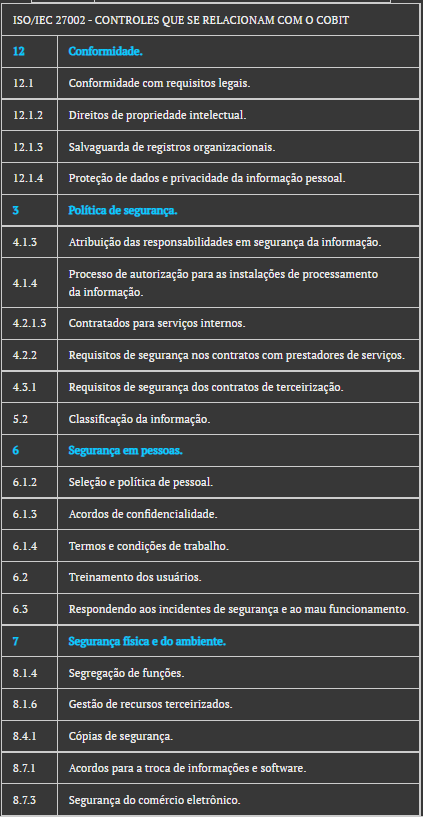 ISO/IEC 27002 - CONTROLES QUE SE RELACIONAM COM O COBIT
12 Conformidade.
12.1 Conformidade com requisitos legais.
12.1.2 Direitos de propriedade intelectual.
12.1.3 Salvaguarda de registros organizacionais.
12.1.4 Proteção de dados e privacidade da informação pessoal.
3 Política de segurança.
4.1.3 Atribuição das responsabilidades em segurança da informação.
4.1.4 Processo de autorização para as instalações de processamento
da informação.
4.2.1.3 Contratados para serviços internos.
4.2.2 Requisitos de segurança nos contratos com prestadores de serviços.
4.3.1 Requisitos de segurança dos contratos de terceirização.
5.2 Classificação da informação.
6 Segurança em pessoas.
6.1.2 Seleção e política de pessoal.
6.1.3 Acordos de confidencialidade.
6.1.4 Termos e condições de trabalho.
6.2 Treinamento dos usuários.
6.3 Respondendo aos incidentes de segurança e ao mau funcionamento.
7 Segurança física e do ambiente.
8.1.4 Segregação de funções.
8.1.6 Gestão de recursos terceirizados.
8.4.1 Cópias de segurança.
8.7.1 Acordos para a troca de informações e software.
8.7.3 Segurança do comércio eletrônico.